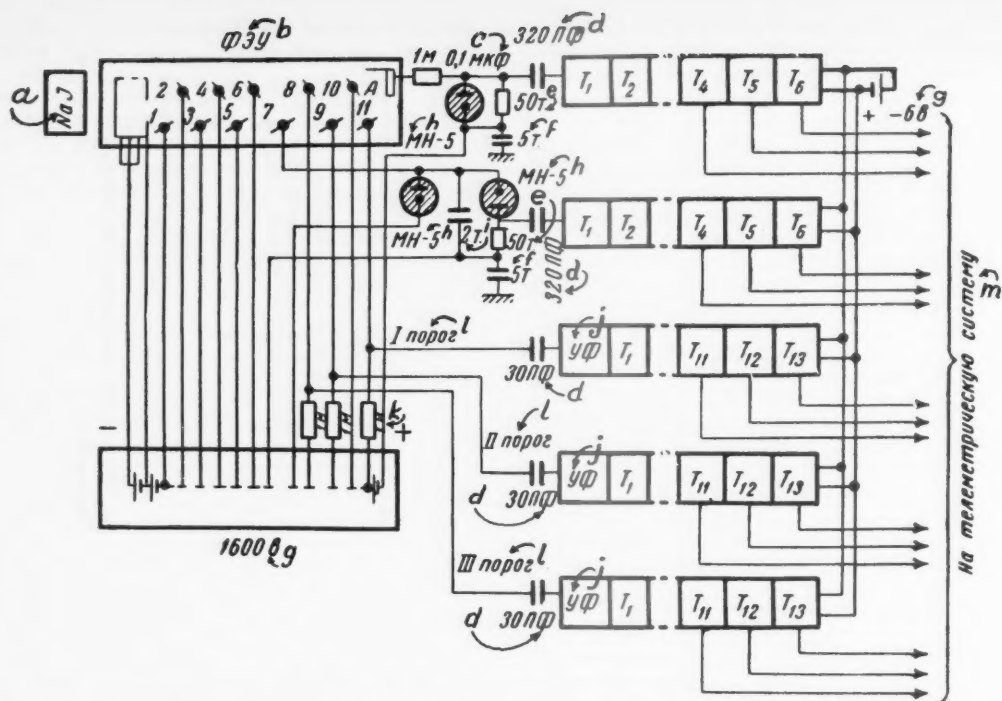 ФЭУ b
a
NaJ
2 4 6 8 10 А
1 3 5 7 9 11
1м
c
0,1 мкф
320 ПФ d
e
50т
f
5т
h
МН-5
T1 T2 T4 T5 T6
+ -6в g
МН-5 h
МН-5 h
2т i
e
50т
f
5т
320 ПФ
d
T1 T2 T4 T5 T6
I порог l
30ПФ
d
j
УФ T1 T11 T12 T13
k
- +
II порог l
30ПФ
d
j
УФ T1 T11 T12 T13
1600 в g
III порог l
30ПФ
d
j
УФ T1 T11 T12 T13
На телеметрическую систему
m